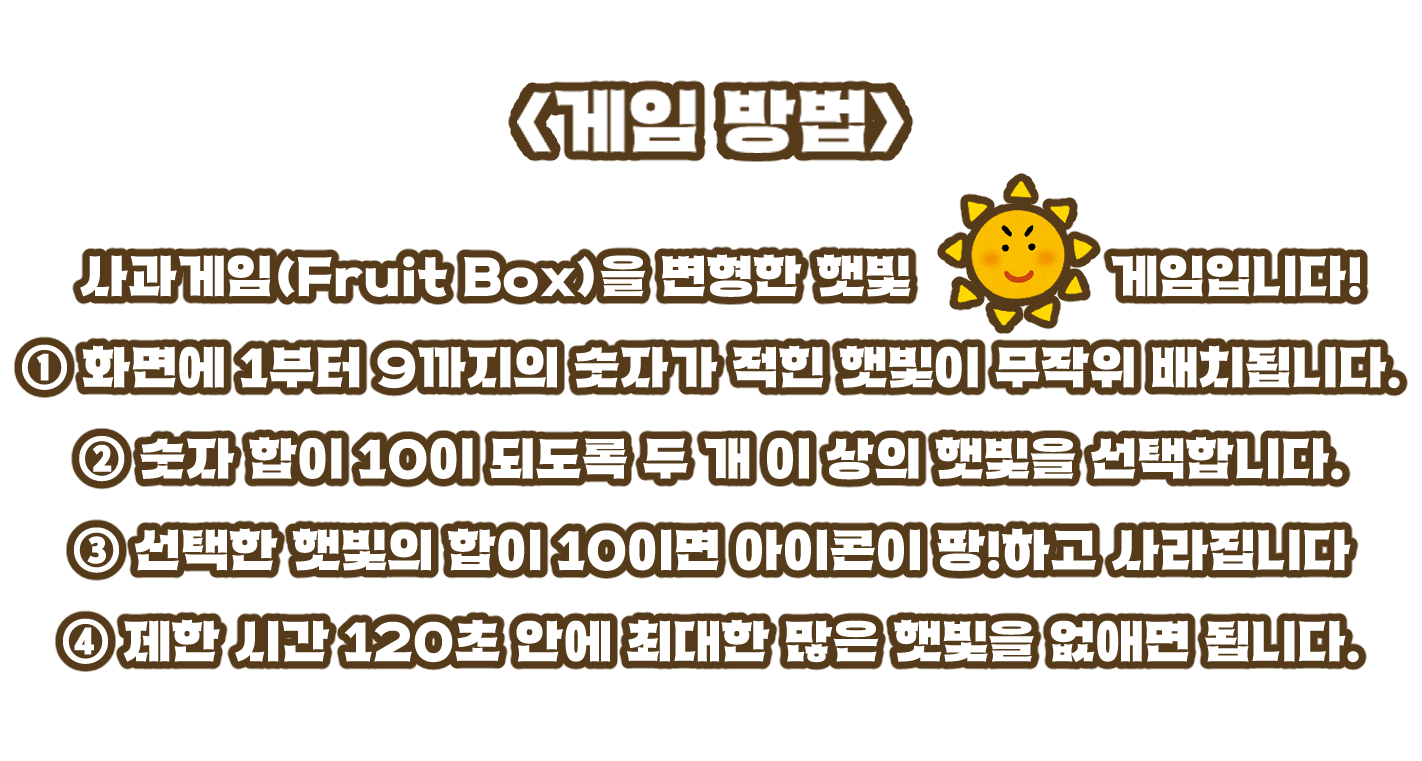 <게임 방법>
사과게임(Fruit Box)을 변형한 햇빛 게임입니다!
① 화면에 1부터 9까지의 숫자가 적힌 햇빛이 무작위 배치됩니다.
② 숫자 합이 10이 되도록 두 개 이 상의 햇빛을 선택합니다.
③ 선택한 햇빛의 합이 10이면 아이콘이 팡!하고 사라집니다
④ 제한 시간 120초 안에 최대한 많은 햇빛을 없애면 됩니다.